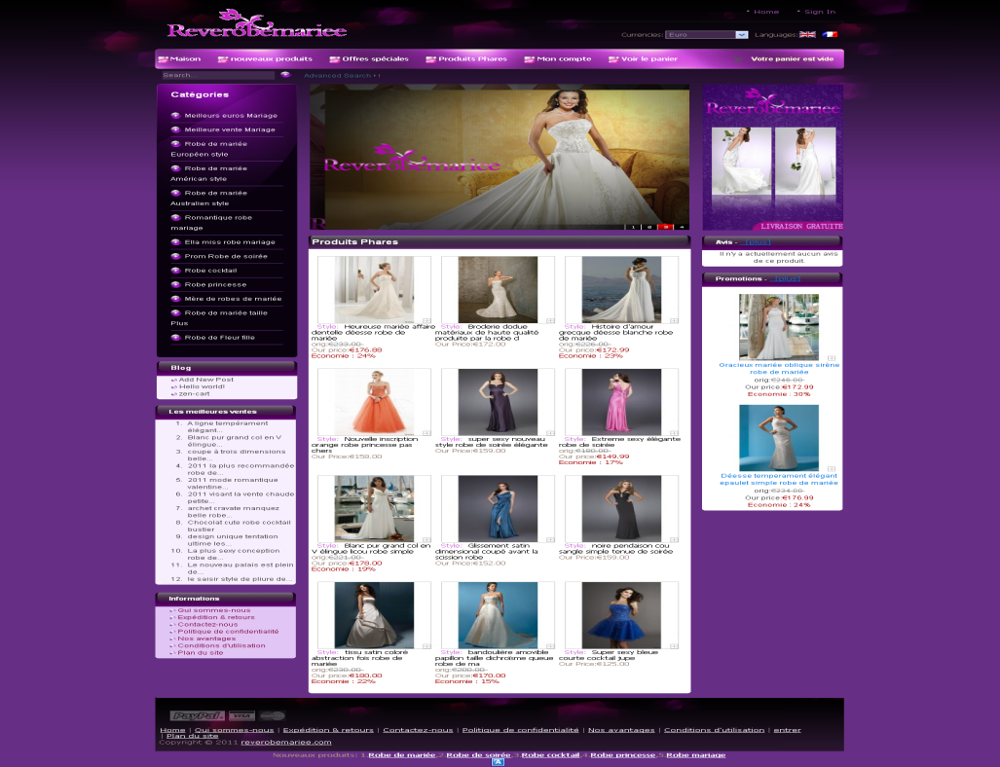 Home
Sign In
Reverobemariee
Currencies: Euro
Languages:
Maison
nouveaux produits
Offres spéciales
Produits Phares
Mon compte
Voir le panier
Votre panier est vide
Search...
Advanced Search
Catégories
Meilleurs euros Mariage
Meilleure vente Mariage
Robe de mariée
Européen style
Robe de mariée
Américan style
Robe de mariée
Australien style
Romantique robe
mariage
Ella miss robe mariage
Prom Robe de soirée
Robe cocktail
Robe princesse
Mère de robes de mariée
Robe de mariée taille
Plus
Robe de Fleur fille
Blog
Add New Post
Hello world!
zen-cart
Les meilleures ventes
1. A ligne tempérament
élégant...
2. Blanc pur grand col en V
élingue...
3. coupe à trois dimensions
belle...
4. 2011 la plus recommandée
robe de...
5. 2011 mode romantique
valentine...
6. 2011 visant la vente chaude
petite...
7. archet cravate manquez
belle robe...
8. Chocolat cute robe cocktail
bustier
9. design unique tentation
ultime les...
10. La plus sexy conception
robe de...
11. Le nouveau palais est plein
de...
12. le saisir style de pliure de...
Informations
Qui sommes-nous
Expédition & retours
Contactez-nous
Politique de confidentialité
Nos avantages
Conditions d'utilisation
Plan du site
Reverobemariee
1 2 3 4
Produits Phares
Style: Heureuse mariée affaire
dentelle déesse robe de
mariée
orig:€233.00
Our price:€176.88
Economie : 24%
Style: Broderie dodue
matériaux de haute qualité
produite par la robe d
Our Price:€172.00
Style: Histoire d'amour
grecque déesse blanche robe
de mariée
orig:€226.00
Our price:€172.99
Economie : 23%
Style: Nouvelle inscription
orange robe princesse pas
chers
Our Price:€158.00
Style: super sexy nouveau
style robe de soirée élégante
Our Price:€159.00
Style: Extreme sexy élégante
robe de soirée
orig:€180.00
Our price:€149.99
Economie : 17%
Style: Blanc pur grand col en
V élingue licou robe simple
orig:€221.00
Our price:€178.00
Economie : 19%
Style: Glissement satin
dimensional coupé avant la
scission robe
Our Price:€152.00
Style: noire pendaison cou
sangle simple tenue de soirée
Our Price:€159.00
Style: tissu satin coloré
abstraction fois robe de
mariée
orig:€230.00
Our price:€180.00
Economie : 22%
Style: bandoulière amovible
papillon taille dichroïsme queue
robe de ma
orig:€200.00
Our price:€170.00
Economie : 15%
Style: Super sexy bleue
courte cocktail jupe
Our Price:€125.00
Reverobemariee
LIVRAISON GRATUITE
Avis - [plus]
Il n'y a actuellement aucun avis
de ce produit.
Promotions - [plus]
Gracieux mariée oblique sirène
robe de mariée
orig:€246.00
Our price:€172.99
Economie : 30%
Déesse temperament élégant
epaulet simple robe de mariée
orig:€234.00
Our price:€176.99
Economie : 24%
PayPal VISA
Home | Qui sommes-nous | Expédition & retours | Contactez-nous | Politique de confidentialité | Nos avantages | Conditions d'utilisation | entrer
| Plan du site
Copyright © 2011 reverobemariee.com
Nouveaux produits: 1.Robe de mariée,2.Robe de soirée,3.Robe cocktail,4.Robe princesse,5.Robe mariage